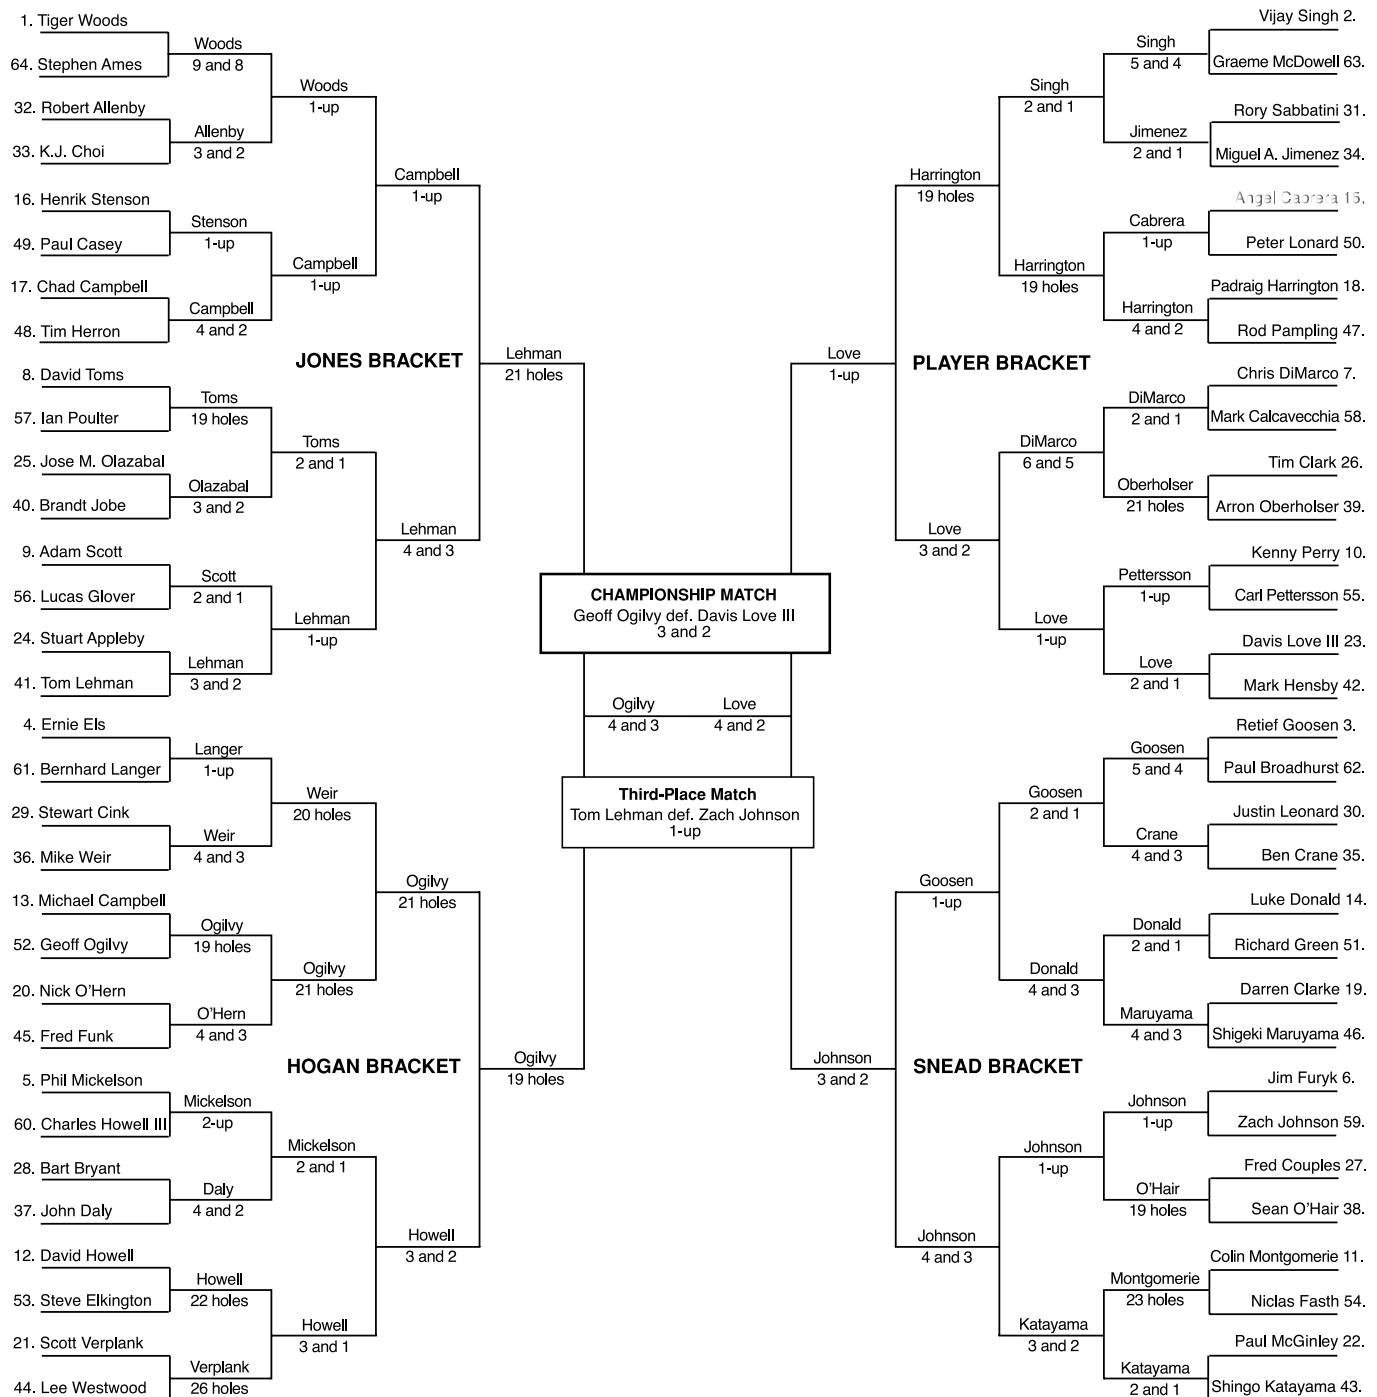 1. Tiger Woods
64. Stephen Ames
32. Robert Allenby
33. K.J. Choi
16. Henrik Stenson
49. Paul Casey
17. Chad Campbell
48. Tim Herron
8. David Toms
57. Ian Poulter
25. Jose M. Olazabal
40. Brandt Jobe
9. Adam Scott
56. Lucas Glover
24. Stuart Appleby
41. Tom Lehman
4. Ernie Els
61. Bernhard Langer
29. Stewart Cink
36. Mike Weir
13. Michael Campbell
52. Geoff Ogilvy
20. Nick O'Hern
45. Fred Funk
5. Phil Mickelson
60. Charles Howell III
28. Bart Bryant
37. John Daly
12. David Howell
53. Steve Elkington
21. Scott Verplank
44. Lee Westwood
Woods
9 and 8
Allenby
3 and 2
Stenson
1-up
Campbell
4 and 2
Toms
19 holes
Olazabal
3 and 2
Scott
2 and 1
Lehman
3 and 2
Langer
1-up
Weir
4 and 3
Ogilvy
19 holes
O'Hern
4 and 3
Mickelson
2-up
Daly
4 and 2
Howell
22 holes
Verplank
26 holes
Woods
1-up
Campbell
1-up
Toms
2 and 1
Lehman
1-up
Weir
20 holes
Ogilvy
21 holes
Mickelson
2 and 1
Howell
3 and 1
Campbell
1-up
Lehman
4 and 3
Ogilvy
21 holes
Howell
3 and 2
JONES BRACKET
HOGAN BRACKET
Lehman
21 holes
Ogilvy
19 holes
CHAMPIONSHIP MATCH
Geoff Ogilvy def. Davis Love III
3 and 2
Ogilvy
4 and 3
Love
4 and 2
Third-Place Match
Tom Lehman def. Zach Johnson
1-up
Love
1-up
Johnson
3 and 2
PLAYER BRACKET
SNEAD BRACKET
Harrington
19 holes
Love
3 and 2
Goosen
1-up
Johnson
4 and 3
Singh
2 and 1
Harrington
19 holes
DiMarco
6 and 5
Love
1-up
Goosen
2 and 1
Donald
4 and 3
Johnson
1-up
Katayama
3 and 2
Singh
5 and 4
Jimenez
2 and 1
Cabrera
1-up
Harrington
4 and 2
DiMarco
2 and 1
Oberholser
21 holes
Pettersson
1-up
Love
2 and 1
Goosen
5 and 4
Crane
4 and 3
Donald
2 and 1
Maruyama
4 and 3
Johnson
1-up
O'Hair
19 holes
Montgomerie
23 holes
Katayama
2 and 1
Vijay Singh 2.
Graeme McDowell 63.
Rory Sabbatini 31.
Miguel A. Jimenez 34.
Angel Cabrera 15.
Peter Lonard 50.
Padraig Harrington 18.
Rod Pampling 47.
Chris DiMarco 7.
Mark Calcavecchia 58.
Tim Clark 26.
Arron Oberholser 39.
Kenny Perry 10.
Carl Pettersson 55.
Davis Love III 23.
Mark Hensby 42.
Retief Goosen 3.
Paul Broadhurst 62.
Justin Leonard 30.
Ben Crane 35.
Luke Donald 14.
Richard Green 51.
Darren Clarke 19.
Shigeki Maruyama 46.
Jim Furyk 6.
Zach Johnson 59.
Fred Couples 27.
Sean O'Hair 38.
Colin Montgomerie 11.
Niclas Fasth 54.
Paul McGinley 22.
Shingo Katayama 43.